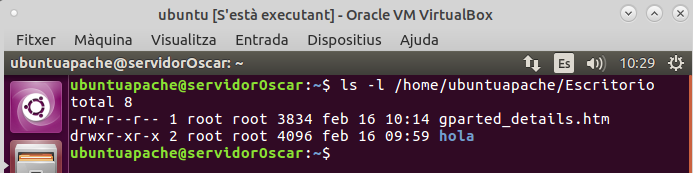 ubuntu [S'està executant] - Oracle VM VirtualBox
Fitxer Màquina Visualitza Entrada Dispositius Ajuda
ubuntuapache@servidorOscar: ~ Es 10:29
ubuntuapache@servidorOscar:~$ ls -l /home/ubuntuapache/Escritorio
total 8
-rw-r--r-- 1 root root 3834 feb 16 10:14 gparted_details.htm
drwxr-xr-x 2 root root 4096 feb 16 09:59 hola
ubuntuapache@servidorOscar:~$